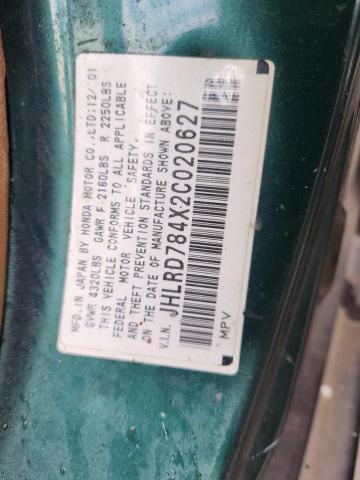 MFD.IN JAPAN BY HONDA MOTOR CO.,LTD:12/'01
GVWR 4320LBS GAWR F 2160LBS R 2250LBS
THIS VEHICLE CONFORMS TO ALL APPLICABLE
FEDERAL MOTOR VEHICLE SAFETY,
AND THEFT PREVENTION STANDARDS IN EFFECT
ON THE DATE OF MANUFACTURE SHOWN ABOVE:
V.I.N. JHLRD784X2C020627
MPV